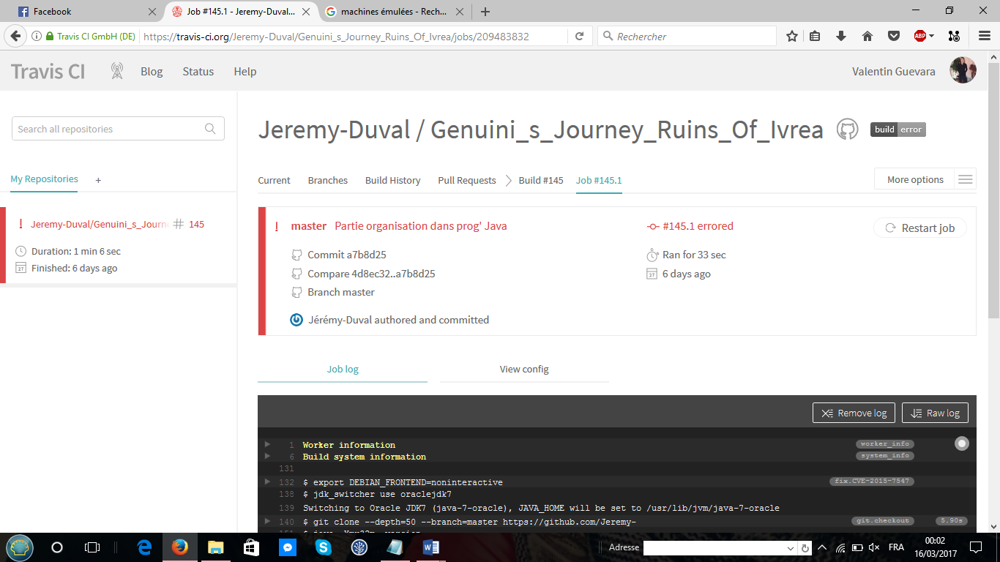 Facebook
Job #145.1 - Jeremy-Duval...
machines émulées - Rech...
Travis CI GmbH (DE)
https://travis-ci.org/Jeremy-Duval/Genuini_s_Journey_Ruins_Of_Ivrea/jobs/209483832
Rechercher
ABP
Travis CI
Blog
Status
Help
Valentin Guevara
Search all repositories
Jeremy-Duval / Genuini_s_Journey_Ruins_Of_Ivrea
build error
My Repositories +
Current
Branches
Build History
Pull Requests
Build #145
Job #145.1
More options
! Jeremy-Duval/Genuini_s_Journ # 145
Duration: 1 min 6 sec
Finished: 6 days ago
! master Partie organisation dans prog' Java
#145.1 errored
Restart job
Commit a7b8d25
Ran for 33 sec
Compare 4d8ec32..a7b8d25
6 days ago
Branch master
Jérémy-Duval authored and committed
Job log
View config
Remove log
Raw log
1 Worker information worker_info
6 Build system information system_info
131
132 $ export DEBIAN_FRONTEND=noninteractive fix.CVE-2015-7547
138 $ jdk_switcher use oraclejdk7
139 Switching to Oracle JDK7 (java-7-oracle), JAVA_HOME will be set to /usr/lib/jvm/java-7-oracle
140 $ git clone --depth=50 --branch=master https://github.com/Jeremy- git.checkout 5.90s
Adresse
FRA
00:02
16/03/2017